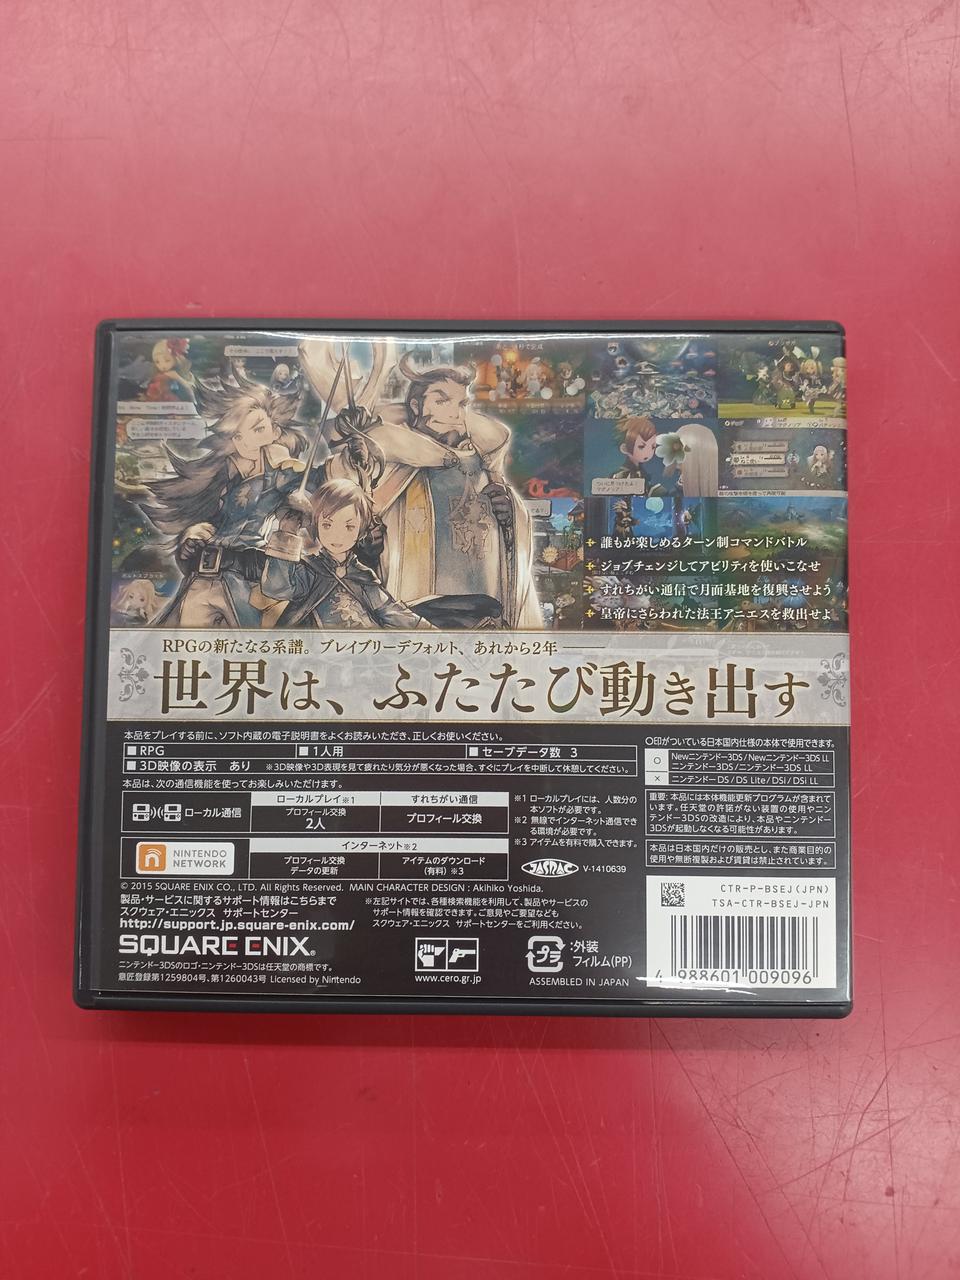 誰もが楽しめるターン制コマンドバトル
ジョブチェンジしてアビリティを使いこなせ
すれちがい通信で月面基地を復興させよう
皇帝にさらわれた法王アニエスを救出せよ
RPGの新たなる系譜。ブレイブリーデフォルト、あれから2年 ——
世界は、ふたたび動き出す
本品をプレイする前に、ソフト内蔵の電子説明書をよくお読みいただき、正しくお使いください。
■RPG ■1人用 ■セーブデータ数 3
■3D映像の表示 あり ※3D映像や3D表現を見て疲れたり気分が悪くなった場合、すぐにプレイを中断して休憩してください。
本品は、次の通信機能を使ってお楽しみいただけます。
ローカル通信
ローカルプレイ※1 すれちがい通信
プロフィール交換
2人
プロフィール交換
NINTENDO
NETWORK
インターネット※2
プロフィール交換
データの更新
アイテムのダウンロード
(有料)※3
※1 ローカルプレイには、人数分の
本ソフトが必要です。
※2 無線でインターネット通信でき
る環境が必要です。
※3 アイテムを有料で購入できます。
JASRAC
V-1410639
○印がついている日本国内仕様の本体で使用できます。
○ Newニンテンドー3DS/Newニンテンドー3DS LL
ニンテンドー3DS/ニンテンドー3DS LL
× ニンテンドーDS/DS Lite/DSi/DSi LL
重要:本品には本体機能更新プログラムが含まれて
います。任天堂の許諾がない装置の使用やニン
テンドー3DSの改造により、本品やニンテンドー
3DSが起動しなくなる可能性があります。
本品は日本国内だけの販売とし、また商業目的の
使用や無断複製および賃貸は禁止されています。
© 2015 SQUARE ENIX CO., LTD. All Rights Reserved. MAIN CHARACTER DESIGN : Akihiko Yoshida.
製品・サービスに関するサポート情報はこちらまで
スクウェア・エニックス サポートセンター
http://support.jp.square-enix.com/
※左記サイトでは、各種検索機能を利用して、製品やサービスの
サポート情報を確認できます。ご意見やご要望なども
スクウェア・エニックス サポートセンターをご利用ください。
SQUARE ENIX®
ニンテンドー3DSのロゴ・ニンテンドー3DSは任天堂の商標です。
意匠登録第1259804号、第1260043号 Licensed by Nintendo
www.cero.gr.jp
プラ
:外装
フィルム(PP)
ASSEMBLED IN JAPAN
CTR-P-BSEJ(JPN)
TSA-CTR-BSEJ-JPN
4 988601 009096